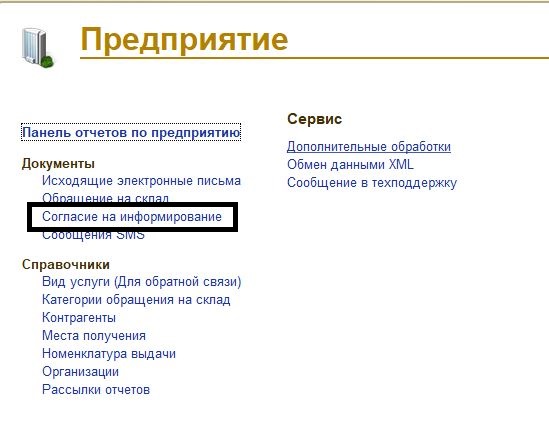 Предприятие
Панель отчетов по предприятию
Документы
Исходящие электронные письма
Обращение на склад
Согласие на информирование
Сообщения SMS
Справочники
Вид услуги (Для обратной связи)
Категории обращения на склад
Контрагенты
Места получения
Номенклатура выдачи
Организации
Рассылки отчетов
Сервис
Дополнительные обработки
Обмен данными XML
Сообщение в техподдержку